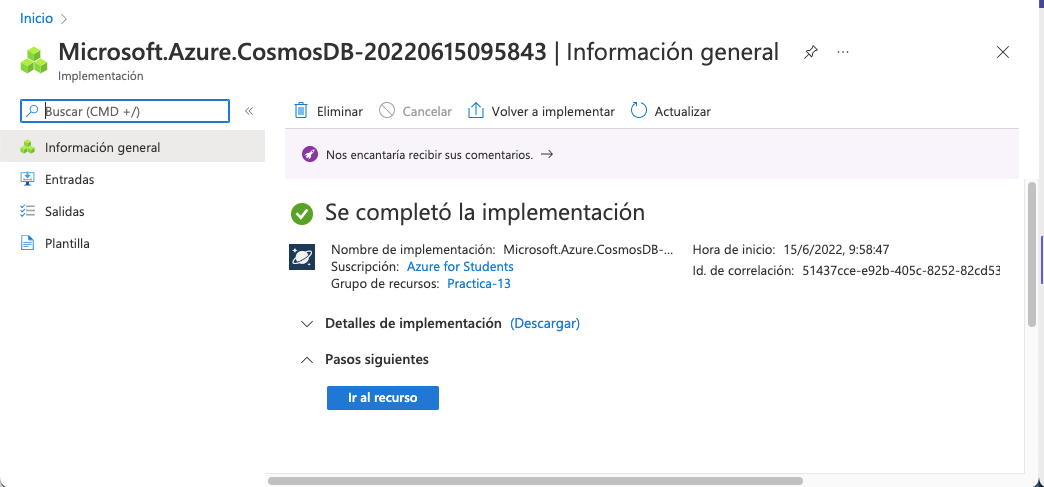 Inicio
Microsoft.Azure.CosmosDB-20220615095843 | Información general
Implementación
Buscar (CMD +/)
Eliminar
Cancelar
Volver a implementar
Actualizar
Información general
Entradas
Salidas
Plantilla
Nos encantaría recibir sus comentarios.
Se completó la implementación
Nombre de implementación: Microsoft.Azure.CosmosDB-...
Suscripción: Azure for Students
Grupo de recursos: Practica-13
Hora de inicio: 15/6/2022, 9:58:47
Id. de correlación: 51437cce-e92b-405c-8252-82cd53
Detalles de implementación (Descargar)
Pasos siguientes
Ir al recurso